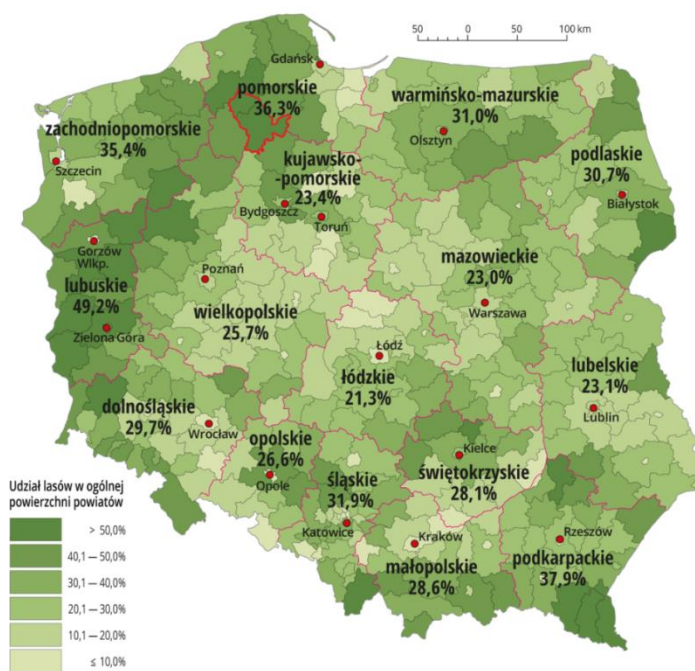 50 0 50 100 km
Gdańsk
pomorskie
36,3%
warmińsko-mazurskie
31,0%
Olsztyn
zachodniopomorskie
35,4%
Szczecin
kujawsko-
-pomorskie
23,4%
Bydgoszcz
Toruń
podlaskie
30,7%
Białystok
Gorzów
Wlkp.
lubuskie
49,2%
Zielona Góra
Poznań
wielkopolskie
25,7%
mazowieckie
23,0%
Warszawa
Łódź
łódzkie
21,3%
lubelskie
23,1%
Lublin
dolnośląskie
29,7%
Wrocław
opolskie
26,6%
Opole
śląskie
31,9%
Katowice
Kielce
świętokrzyskie
28,1%
Kraków
małopolskie
28,6%
Rzeszów
podkarpackie
37,9%
Udział lasów w ogólnej
powierzchni powiatów
> 50,0%
40,1 — 50,0%
30,1 — 40,0%
20,1 — 30,0%
10,1 — 20,0%
≤ 10,0%